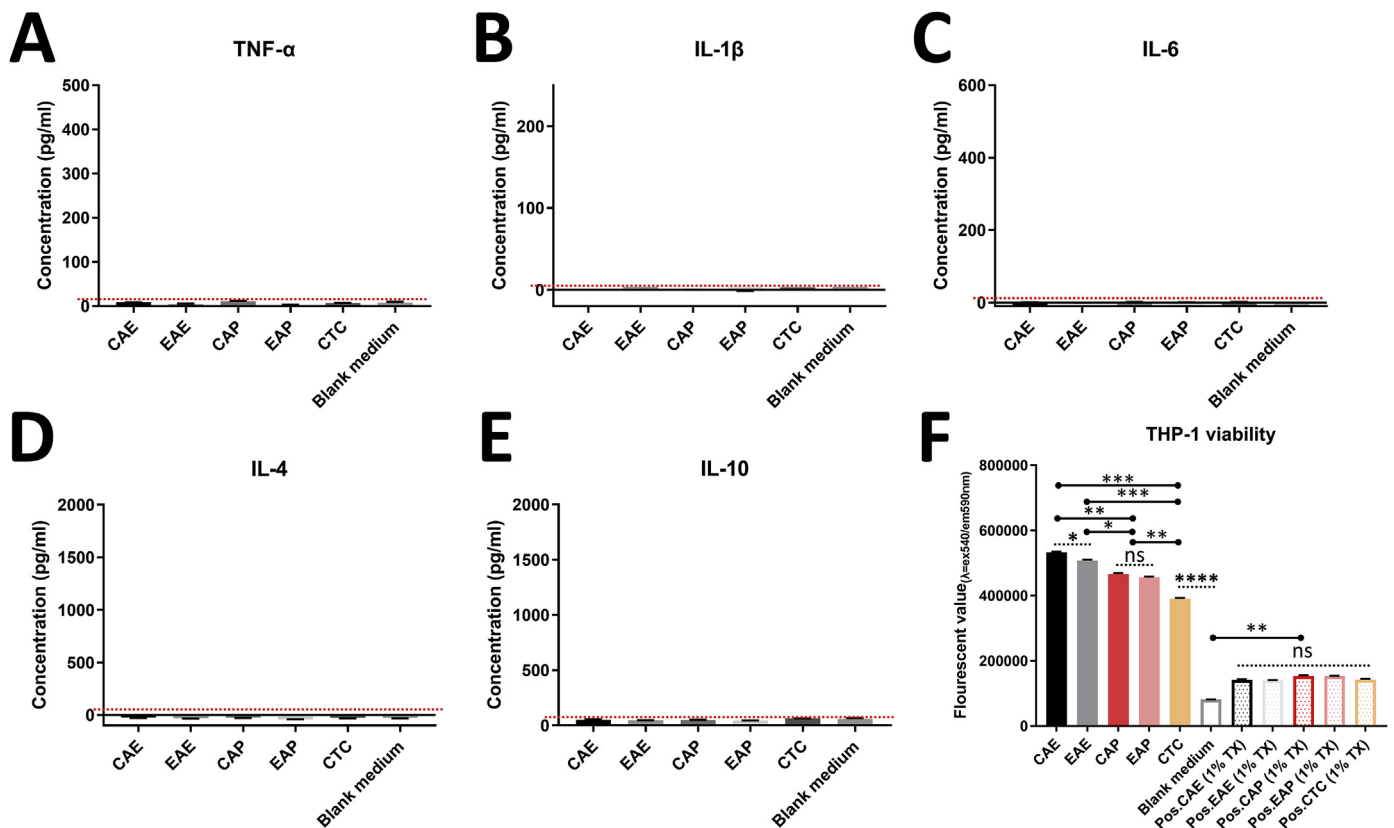 A
TNF-α
Concentration (pg/ml)
500
400
300
200
100
0
CAE
EAE
CAP
EAP
CTC
Blank medium
B
IL-1β
Concentration (pg/ml)
200
100
0
CAE
EAE
CAP
EAP
CTC
Blank medium
C
IL-6
Concentration (pg/ml)
600
400
200
0
CAE
EAE
CAP
EAP
CTC
Blank medium
D
IL-4
Concentration (pg/ml)
2000
1500
1000
500
0
CAE
EAE
CAP
EAP
CTC
Blank medium
E
IL-10
Concentration (pg/ml)
2000
1500
1000
500
0
CAE
EAE
CAP
EAP
CTC
Blank medium
F
THP-1 viability
Flourescent value(λ=ex540/em590nm)
800000
600000
400000
200000
0
***
***
**
*
**
*
ns
****
**
ns
CAE
EAE
CAP
EAP
CTC
Blank medium
Pos.CAE (1% TX)
Pos.EAE (1% TX)
Pos.CAP (1% TX)
Pos.EAP (1% TX)
Pos.CTC (1% TX)